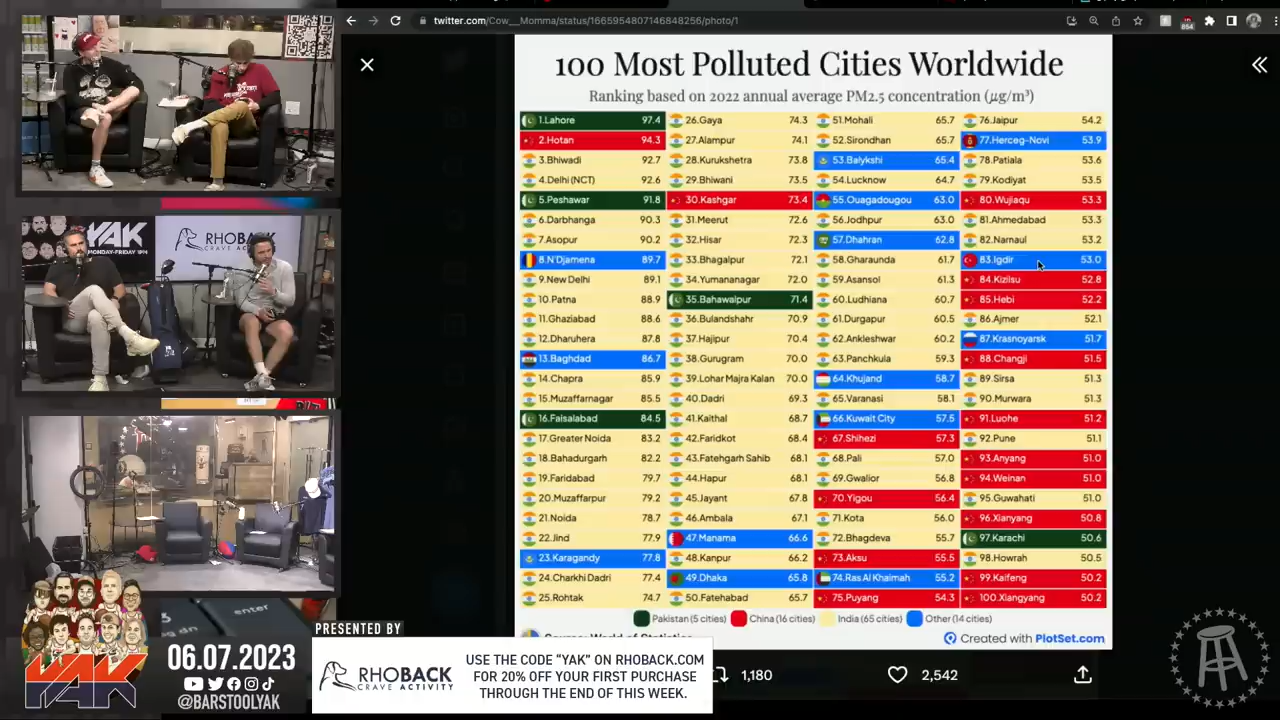 twitter.com/Cow__Momma/status/1665954807146848256/photo/1
100 Most Polluted Cities Worldwide
Ranking based on 2022 annual average PM2.5 concentration (µg/m³)
1.Lahore 97.4
2.Hotan 94.3
3.Bhiwadi 92.7
4.Delhi (NCT) 92.6
5.Peshawar 91.8
6.Darbhanga 90.3
7.Asopur 90.2
8.N'Djamena 89.7
9.New Delhi 89.1
10.Patna 88.9
11.Ghaziabad 88.6
12.Dharuhera 87.8
13.Baghdad 86.7
14.Chapra 85.9
15.Muzaffarnagar 85.5
16.Faisalabad 84.5
17.Greater Noida 83.2
18.Bahadurgarh 82.2
19.Faridabad 79.7
20.Muzaffarpur 79.2
21.Noida 78.7
22.Jind 77.9
23.Karagandy 77.8
24.Charkhi Dadri 77.4
25.Rohtak 74.7
26.Gaya 74.3
27.Alampur 74.1
28.Kurukshetra 73.8
29.Bhiwani 73.5
30.Kashgar 73.4
31.Meerut 72.6
32.Hisar 72.3
33.Bhagalpur 72.1
34.Yumananagar 72.0
35.Bahawalpur 71.4
36.Bulandshahr 70.9
37.Hajipur 70.4
38.Gurugram 70.0
39.Lohar Majra Kalan 70.0
40.Dadri 69.3
41.Kaithal 68.7
42.Faridkot 68.4
43.Fatehgarh Sahib 68.1
44.Hapur 68.1
45.Jayant 67.8
46.Ambala 67.1
47.Manama 66.6
48.Kanpur 66.2
49.Dhaka 65.8
50.Fatehabad 65.7
51.Mohali 65.7
52.Sirondhan 65.7
53.Balykshi 65.4
54.Lucknow 64.7
55.Ouagadougou 63.0
56.Jodhpur 63.0
57.Dhahran 62.8
58.Gharaunda 61.7
59.Asansol 61.3
60.Ludhiana 60.7
61.Durgapur 60.5
62.Ankleshwar 60.2
63.Panchkula 59.3
64.Khujand 58.7
65.Varanasi 58.1
66.Kuwait City 57.5
67.Shihezi 57.3
68.Pali 57.0
69.Gwalior 56.8
70.Yigou 56.4
71.Kota 56.0
72.Bhagdeva 55.7
73.Aksu 55.5
74.Ras Al Khaimah 55.2
75.Puyang 54.3
76.Jaipur 54.2
77.Herceg-Novi 53.9
78.Patiala 53.6
79.Kodiyat 53.5
80.Wujiaqu 53.3
81.Ahmedabad 53.3
82.Narnaul 53.2
83.Igdir 53.0
84.Kizilsu 52.8
85.Hebi 52.2
86.Ajmer 52.1
87.Krasnoyarsk 51.7
88.Changji 51.5
89.Sirsa 51.3
90.Murwara 51.3
91.Luohe 51.2
92.Pune 51.1
93.Anyang 51.0
94.Weinan 51.0
95.Guwahati 51.0
96.Xianyang 50.8
97.Karachi 50.6
98.Howrah 50.5
99.Kaifeng 50.2
100.Xiangyang 50.2
Pakistan (5 cities) China (16 cities) India (65 cities) Other (14 cities)
Created with PlotSet.com
1,180
2,542
YAK
MONDAY-FRIDAY 1PM
RHOBACK
enter
YAK
06.07.2023
@BARSTOOLYAK
PRESENTED BY
RHOBACK
CRAVE ACTIVITY
USE THE CODE "YAK" ON RHOBACK.COM
FOR 20% OFF YOUR FIRST PURCHASE
THROUGH THE END OF THIS WEEK.